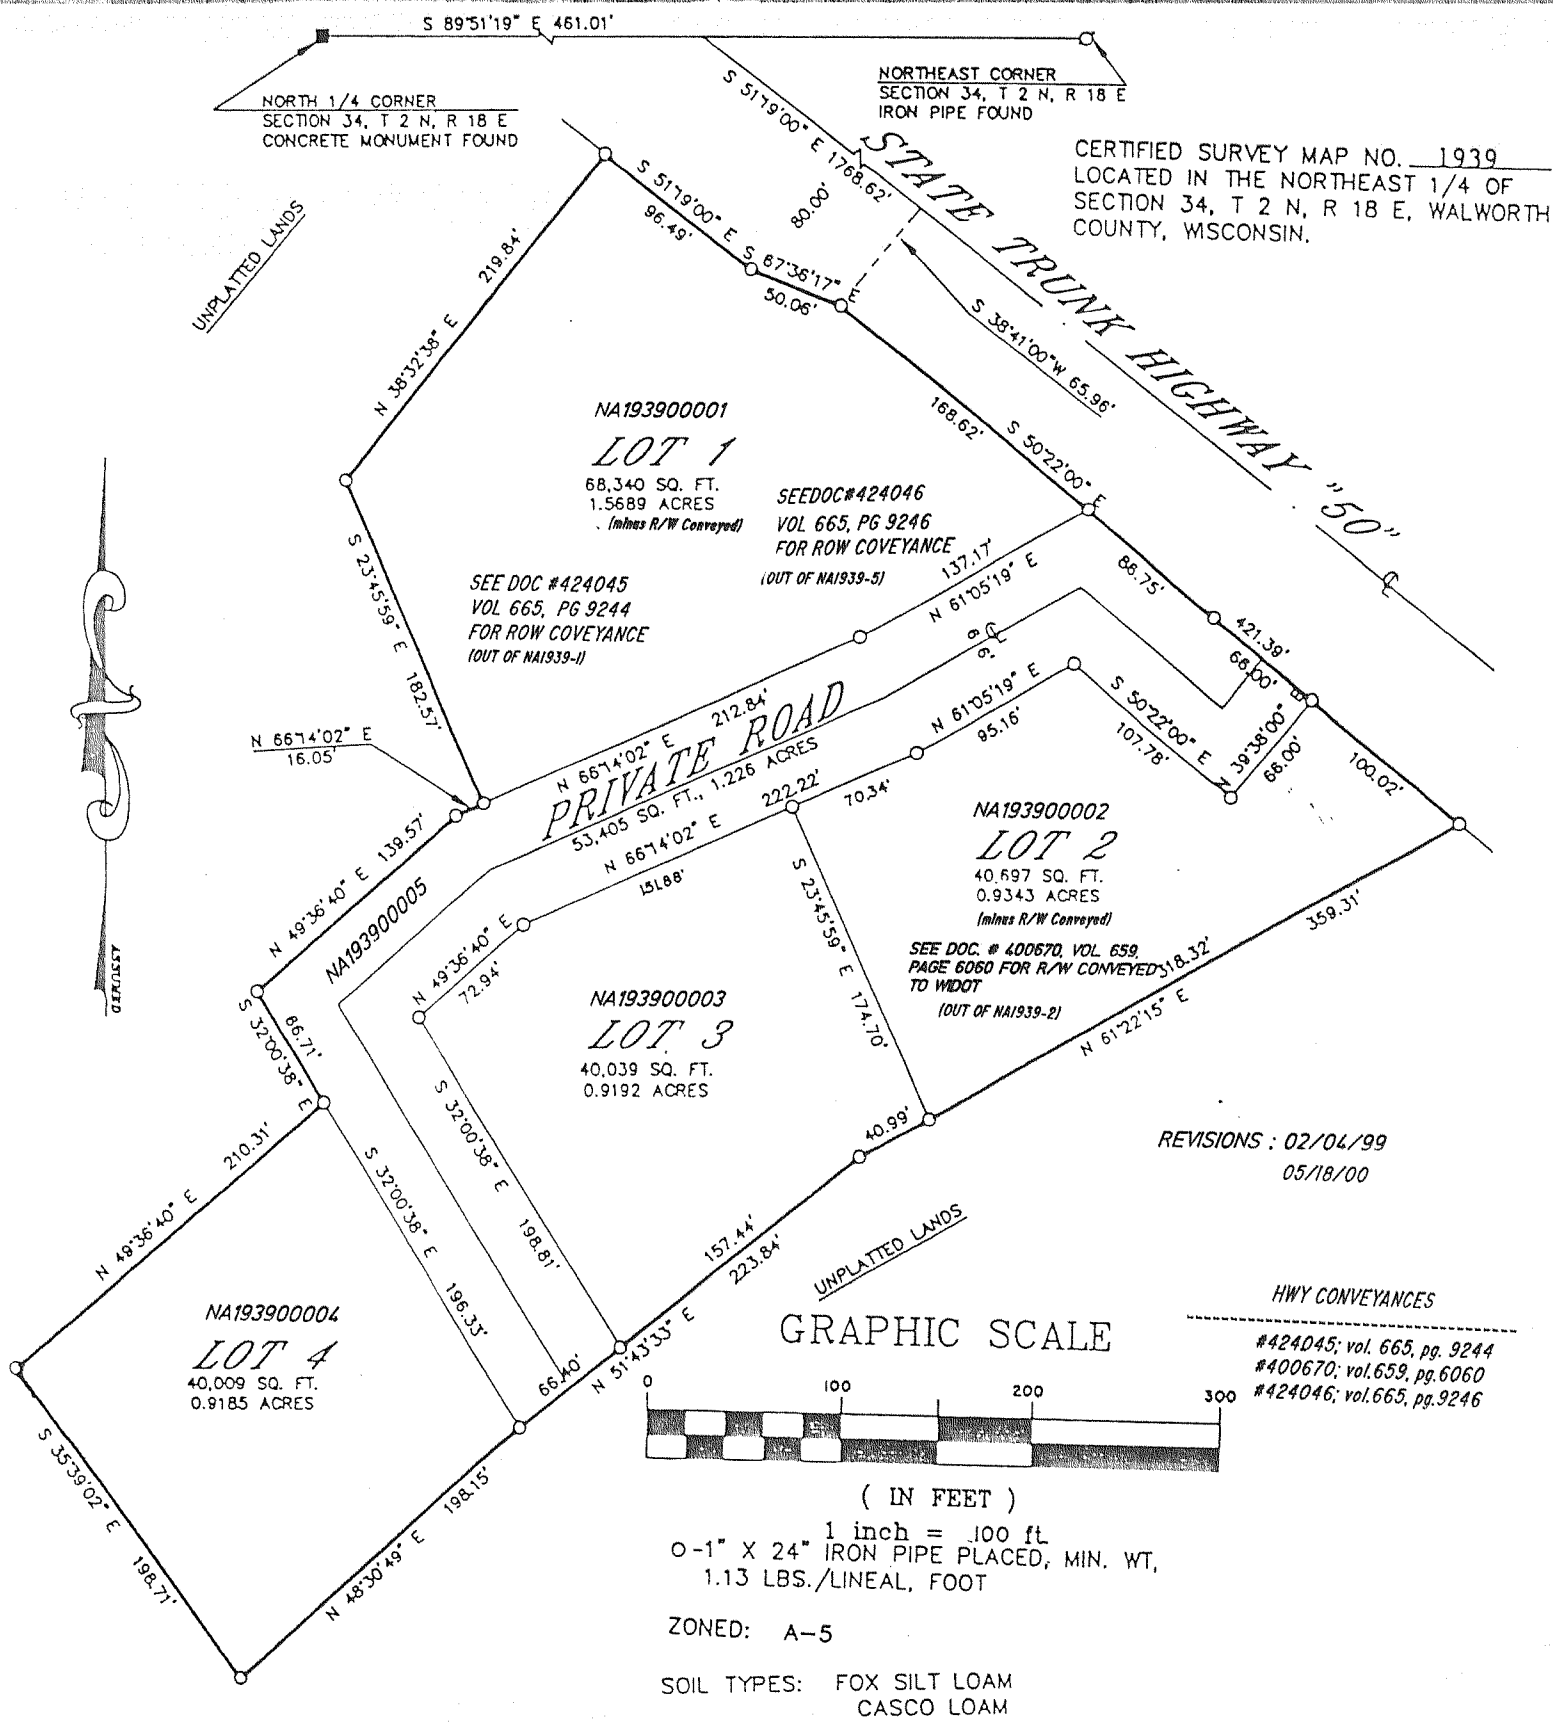 S 89°51'19" E 461.01'
NORTH 1/4 CORNER
SECTION 34, T 2 N, R 18 E
CONCRETE MONUMENT FOUND
NORTHEAST CORNER
SECTION 34, T 2 N, R 18 E
IRON PIPE FOUND
CERTIFIED SURVEY MAP NO. 1939
LOCATED IN THE NORTHEAST 1/4 OF
SECTION 34, T 2 N, R 18 E, WALWORTH
COUNTY, WISCONSIN.
S 51°19'00" E 1768.62'
STATE TRUNK HIGHWAY "50"
UNPLATTED LANDS
S 51°19'00" E
96.49'
80.00'
S 67°36'17" E
50.06'
S 38°41'00"W 65.96'
N 38°32'38" E 219.84'
168.62'
S 50°22'00" E
NA193900001
LOT 1
68,340 SQ. FT.
1.5689 ACRES
(minus R/W Conveyed)
SEEDOC#424046
VOL 665, PG 9246
FOR ROW COVEYANCE
(OUT OF NA1939-5)
SEE DOC #424045
VOL 665, PG 9244
FOR ROW COVEYANCE
(OUT OF NA1939-1)
S 23°45'59" E 182.57'
137.17'
N 61°05'19" E
86.75'
421.39'
66.00'
66'
N 66°14'02" E
16.05'
212.84'
N 66°14'02" E
PRIVATE ROAD
53,405 SQ. FT., 1.226 ACRES
N 61°05'19" E
95.16'
S 50°22'00" E
107.78'
N 39°38'00" E
66.00'
100.02'
222.22'
70.34'
N 66°14'02" E
151.88'
NA193900002
LOT 2
40,697 SQ. FT.
0.9343 ACRES
(minus R/W Conveyed)
SEE DOC. # 400670, VOL 659,
PAGE 6060 FOR R/W CONVEYED
TO WIDOT
(OUT OF NA1939-2)
N 49°36'40" E 139.57'
NA193900005
N 49°36'40" E
72.94'
S 23°45'59" E 174.70'
359.31'
318.32'
N 61°22'15" E
ASSUMED
S 32°00'38" E
66.71'
NA193900003
LOT 3
40,039 SQ. FT.
0.9192 ACRES
S 32°00'38" E 198.81'
40.99'
REVISIONS : 02/04/99
05/18/00
N 49°36'40" E 210.31'
S 32°00'38" E 196.33'
157.44'
223.84'
N 51°43'33" E
66.40'
UNPLATTED LANDS
NA193900004
LOT 4
40,009 SQ. FT.
0.9185 ACRES
S 35°39'02" E 198.71'
N 48°30'49" E 198.15'
HWY CONVEYANCES
#424045; vol. 665, pg. 9244
#400670; vol.659, pg.6060
#424046; vol.665, pg.9246
GRAPHIC SCALE
0 100 200 300
( IN FEET )
1 inch = 100 ft.
O-1" X 24" IRON PIPE PLACED, MIN. WT,
1.13 LBS./LINEAL, FOOT
ZONED: A-5
SOIL TYPES: FOX SILT LOAM
CASCO LOAM